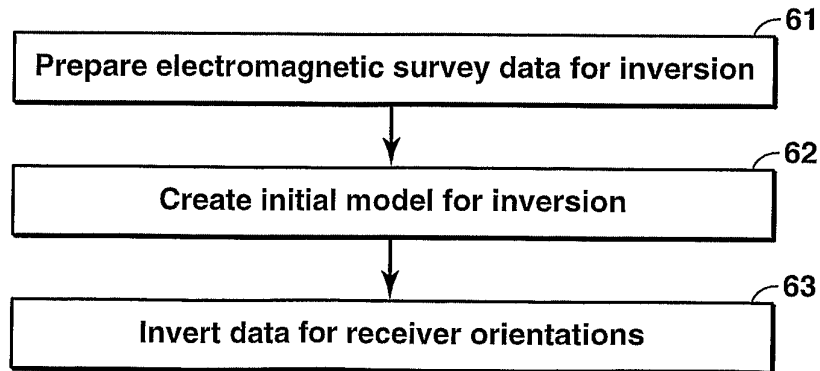 61
Prepare electromagnetic survey data for inversion
62
Create initial model for inversion
63
Invert data for receiver orientations